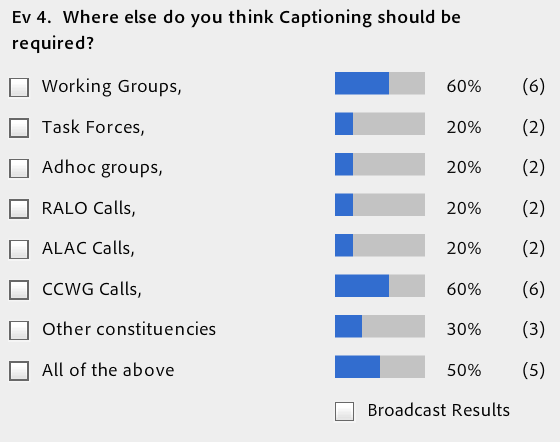 Ev 4.  Where else do you think Captioning should be
required?
Working Groups, 60% (6)
Task Forces, 20% (2)
Adhoc groups, 20% (2)
RALO Calls, 20% (2)
ALAC Calls, 20% (2)
CCWG Calls, 60% (6)
Other constituencies 30% (3)
All of the above 50% (5)
Broadcast Results